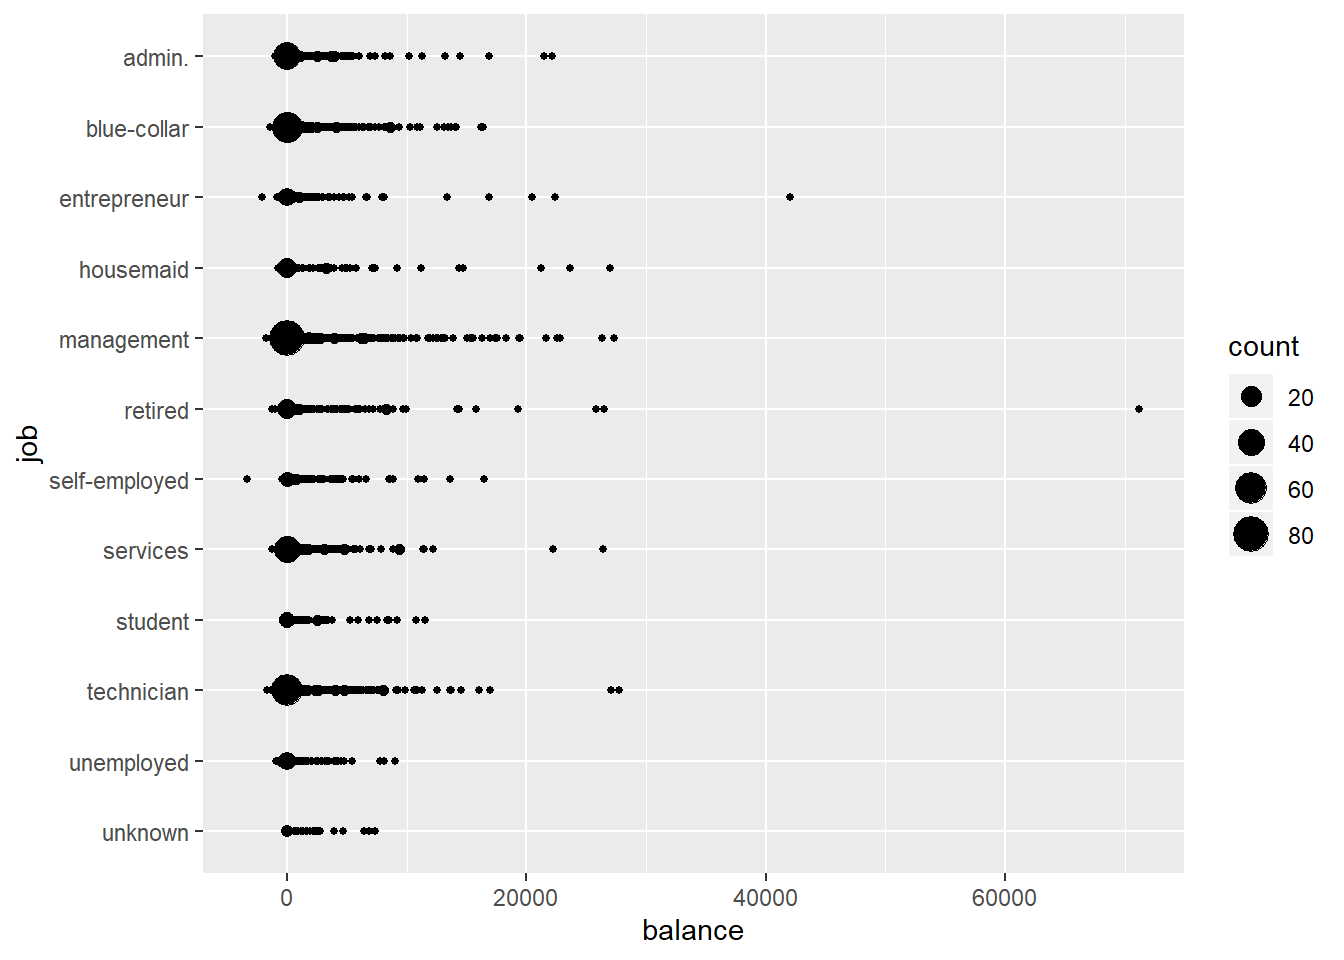 admin.
blue-collar
entrepreneur
housemaid
management
retired
self-employed
services
student
technician
unemployed
unknown
job
0 20000 40000 60000
balance
count
20
40
60
80